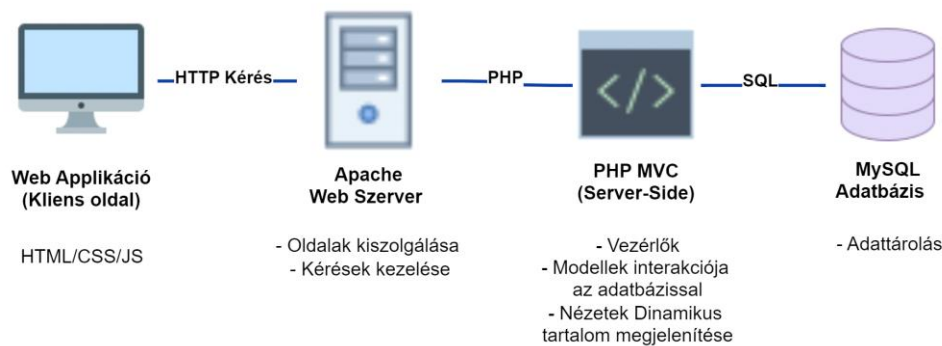 HTTP Kérés
PHP
SQL
Web Applikáció
(Kliens oldal)
HTML/CSS/JS
Apache
Web Szerver
- Oldalak kiszolgálása
- Kérések kezelése
</>
PHP MVC
(Server-Side)
- Vezérlők
- Modellek interakciója
az adatbázissal
- Nézetek Dinamikus
tartalom megjelenítése
MySQL
Adatbázis
- Adattárolás